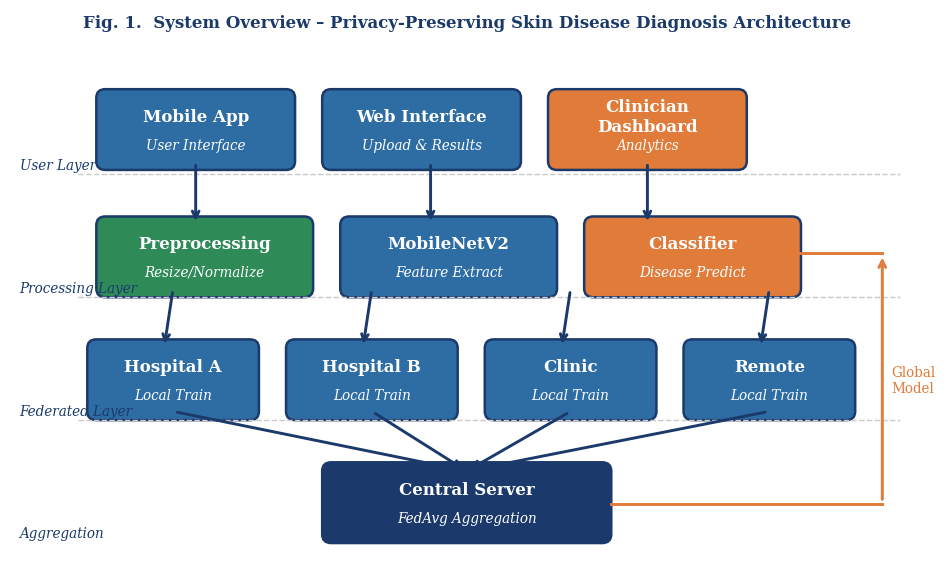 Fig. 1.  System Overview – Privacy-Preserving Skin Disease Diagnosis Architecture
Mobile App
User Interface
Web Interface
Upload & Results
Clinician
Dashboard
Analytics
User Layer
Preprocessing
Resize/Normalize
MobileNetV2
Feature Extract
Classifier
Disease Predict
Processing Layer
Hospital A
Local Train
Hospital B
Local Train
Clinic
Local Train
Remote
Local Train
Global
Model
Federated Layer
Central Server
FedAvg Aggregation
Aggregation